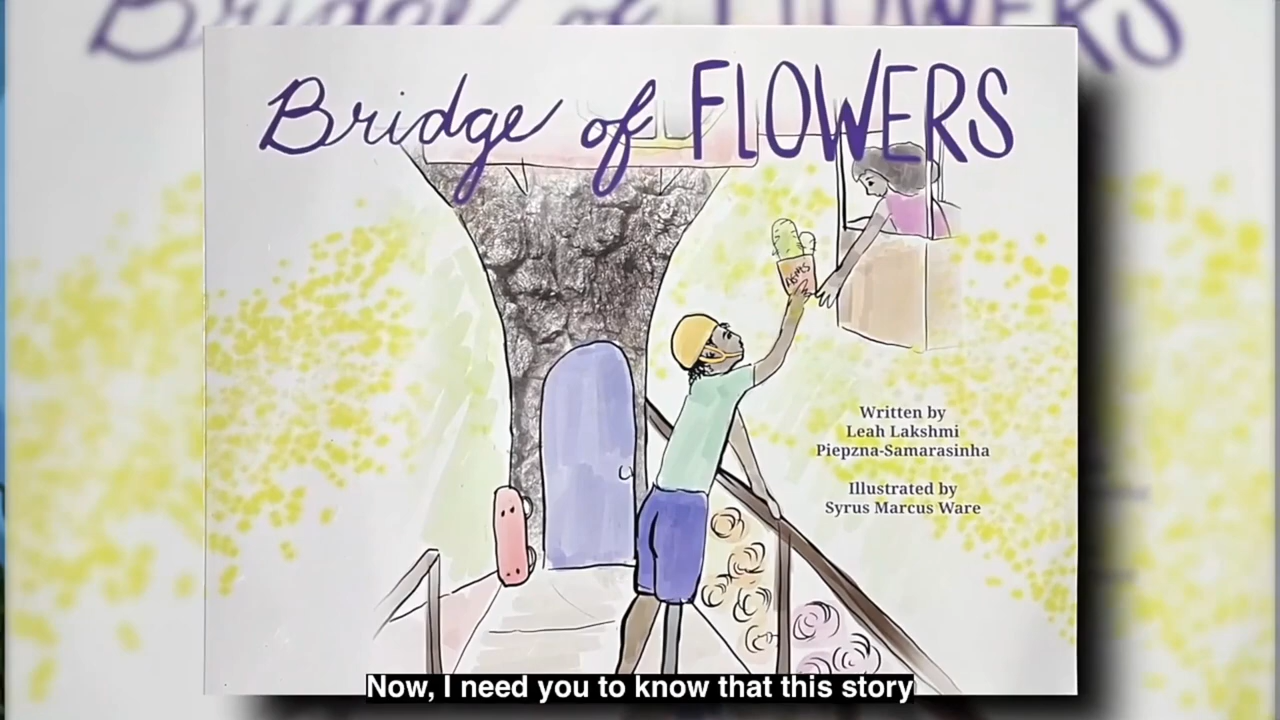 Bridge of FLOWERS
Written by
Leah Lakshmi
Piepzna-Samarasinha
Illustrated by
Syrus Marcus Ware
Now, I need you to know that this story